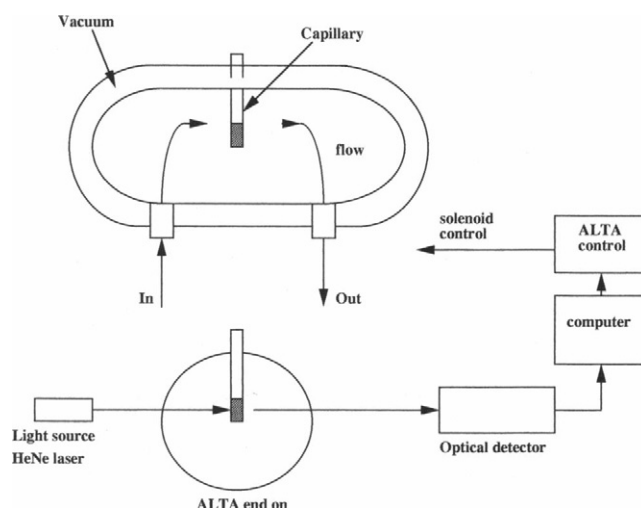 Vacuum
Capillary
flow
solenoid
control
ALTA
control
In
Out
computer
Light source
HeNe laser
Optical detector
ALTA end on